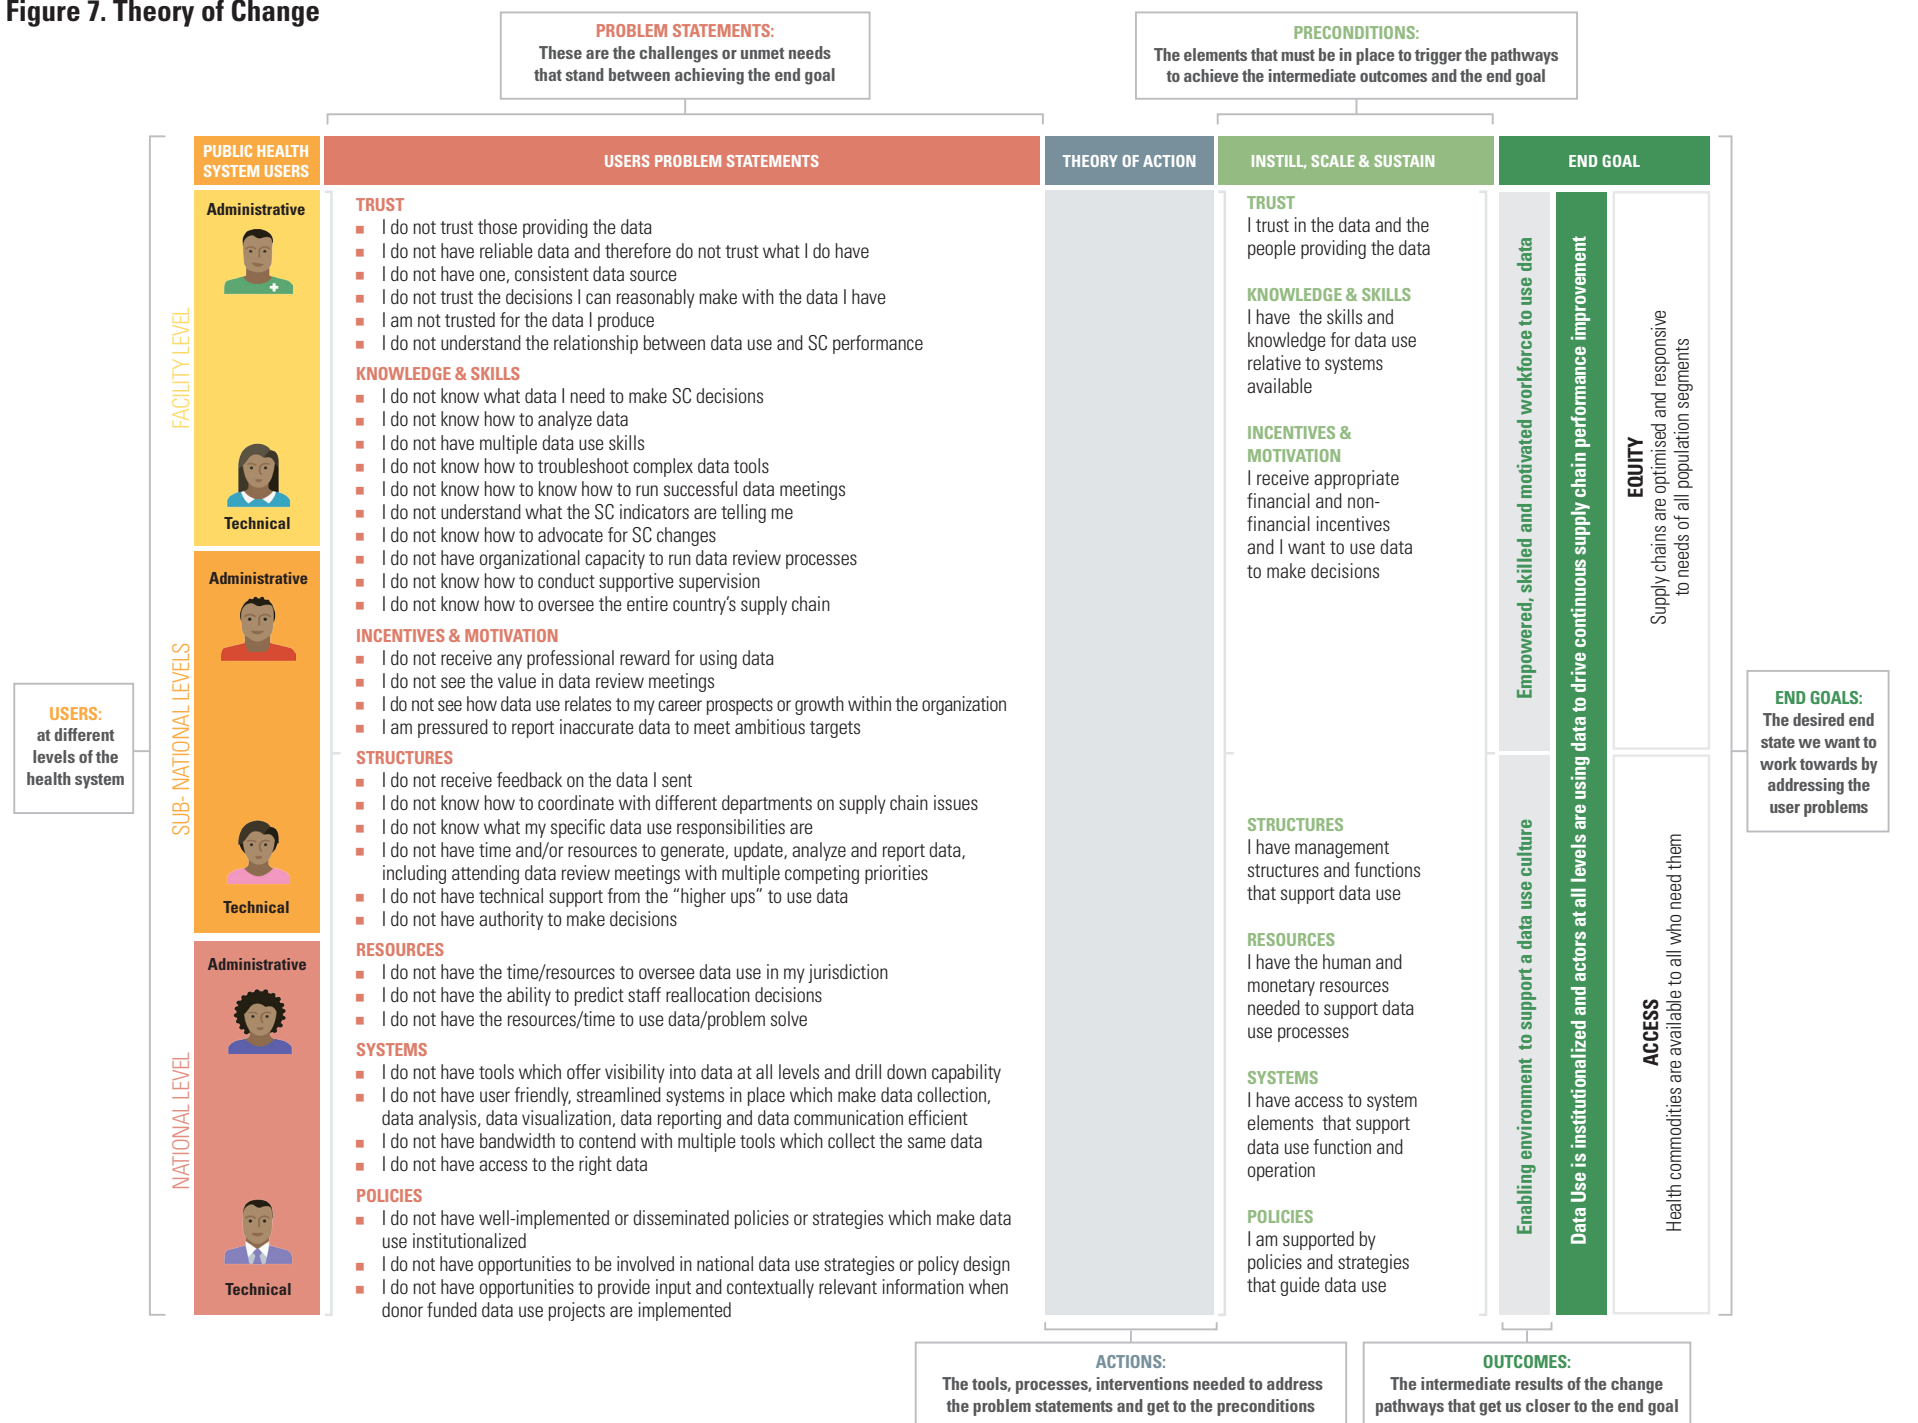 Figure 7. Theory of Change
PROBLEM STATEMENTS:
These are the challenges or unmet needs
that stand between achieving the end goal
PRECONDITIONS:
The elements that must be in place to trigger the pathways
to achieve the intermediate outcomes and the end goal
USERS:
at different
levels of the
health system
PUBLIC HEALTH
SYSTEM USERS
FACILITY LEVEL
Administrative
Technical
SUB- NATIONAL LEVELS
Administrative
Technical
NATIONAL LEVEL
Administrative
Technical
USERS PROBLEM STATEMENTS
TRUST
■ I do not trust those providing the data
■ I do not have reliable data and therefore do not trust what I do have
■ I do not have one, consistent data source
■ I do not trust the decisions I can reasonably make with the data I have
■ I am not trusted for the data I produce
■ I do not understand the relationship between data use and SC performance
KNOWLEDGE & SKILLS
■ I do not know what data I need to make SC decisions
■ I do not know how to analyze data
■ I do not have multiple data use skills
■ I do not know how to troubleshoot complex data tools
■ I do not know how to know how to run successful data meetings
■ I do not understand what the SC indicators are telling me
■ I do not know how to advocate for SC changes
■ I do not have organizational capacity to run data review processes
■ I do not know how to conduct supportive supervision
■ I do not know how to oversee the entire country's supply chain
INCENTIVES & MOTIVATION
■ I do not receive any professional reward for using data
■ I do not see the value in data review meetings
■ I do not see how data use relates to my career prospects or growth within the organization
■ I am pressured to report inaccurate data to meet ambitious targets
STRUCTURES
■ I do not receive feedback on the data I sent
■ I do not know how to coordinate with different departments on supply chain issues
■ I do not know what my specific data use responsibilities are
■ I do not have time and/or resources to generate, update, analyze and report data,
including attending data review meetings with multiple competing priorities
■ I do not have technical support from the “higher ups” to use data
■ I do not have authority to make decisions
RESOURCES
■ I do not have the time/resources to oversee data use in my jurisdiction
■ I do not have the ability to predict staff reallocation decisions
■ I do not have the resources/time to use data/problem solve
SYSTEMS
■ I do not have tools which offer visibility into data at all levels and drill down capability
■ I do not have user friendly, streamlined systems in place which make data collection,
data analysis, data visualization, data reporting and data communication efficient
■ I do not have bandwidth to contend with multiple tools which collect the same data
■ I do not have access to the right data
POLICIES
■ I do not have well-implemented or disseminated policies or strategies which make data
use institutionalized
■ I do not have opportunities to be involved in national data use strategies or policy design
■ I do not have opportunities to provide input and contextually relevant information when
donor funded data use projects are implemented
THEORY OF ACTION
INSTILL, SCALE & SUSTAIN
TRUST
I trust in the data and the
people providing the data
KNOWLEDGE & SKILLS
I have the skills and
knowledge for data use
relative to systems
available
INCENTIVES &
MOTIVATION
I receive appropriate
financial and non-
financial incentives
and I want to use data
to make decisions
STRUCTURES
I have management
structures and functions
that support data use
RESOURCES
I have the human and
monetary resources
needed to support data
use processes
SYSTEMS
I have access to system
elements that support
data use function and
operation
POLICIES
I am supported by
policies and strategies
that guide data use
END GOAL
Empowered, skilled and motivated workforce to use data
Enabling environment to support a data use culture
Data Use is institutionalized and actors at all levels are using data to drive continuous supply chain performance improvement
EQUITY
Supply chains are optimised and responsive
to needs of all population segments
ACCESS
Health commodities are available to all who need them
END GOALS:
The desired end
state we want to
work towards by
addressing the
user problems
ACTIONS:
The tools, processes, interventions needed to address
the problem statements and get to the preconditions
OUTCOMES:
The intermediate results of the change
pathways that get us closer to the end goal